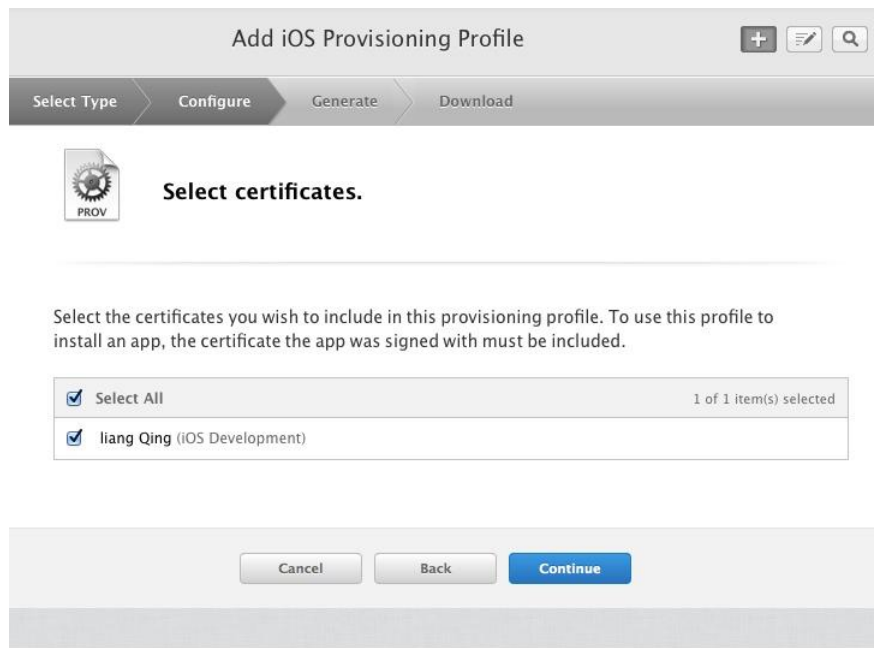 Add iOS Provisioning Profile
Select Type
Configure
Generate
Download
PROV
Select certificates.
Select the certificates you wish to include in this provisioning profile. To use this profile to
install an app, the certificate the app was signed with must be included.
Select All
1 of 1 item(s) selected
liang Qing (iOS Development)
Cancel
Back
Continue